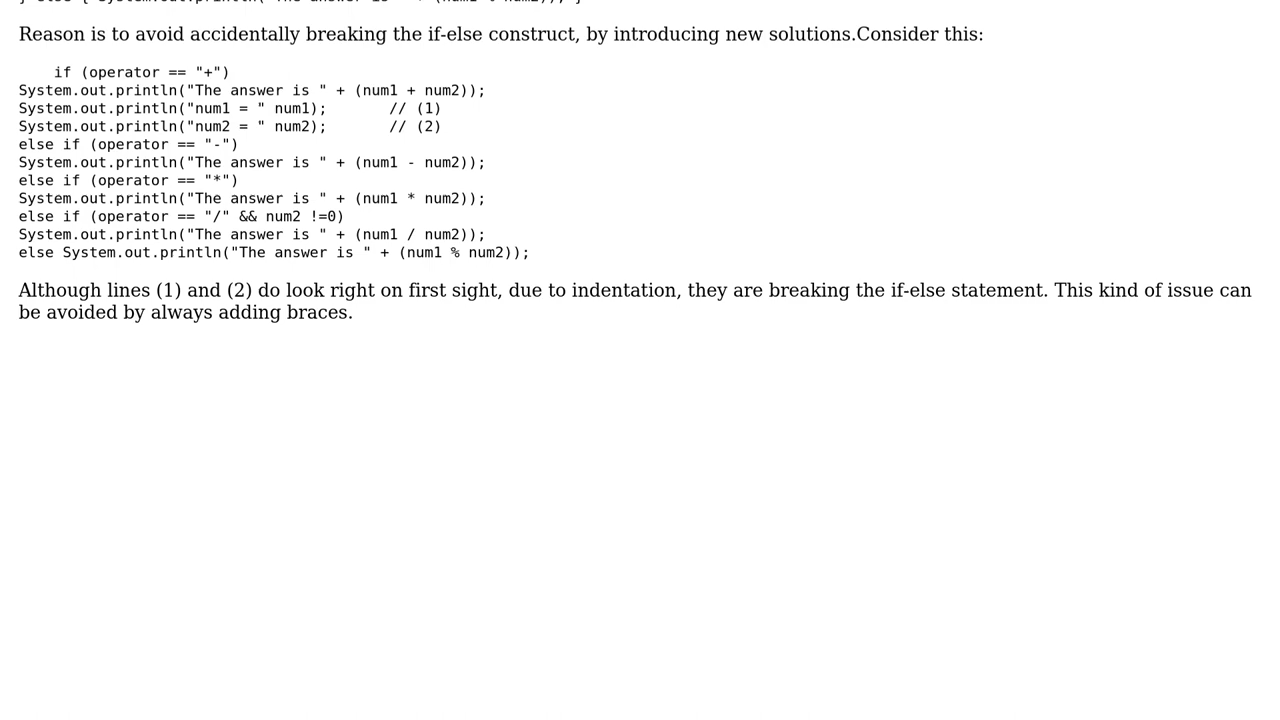 Reason is to avoid accidentally breaking the if-else construct, by introducing new solutions.Consider this:
    if (operator == "+")
System.out.println("The answer is " + (num1 + num2));
System.out.println("num1 = " num1);       // (1)
System.out.println("num2 = " num2);       // (2)
else if (operator == "-")
System.out.println("The answer is " + (num1 - num2));
else if (operator == "*")
System.out.println("The answer is " + (num1 * num2));
else if (operator == "/" && num2 !=0)
System.out.println("The answer is " + (num1 / num2));
else System.out.println("The answer is " + (num1 % num2));
Although lines (1) and (2) do look right on first sight, due to indentation, they are breaking the if-else statement. This kind of issue can
be avoided by always adding braces.